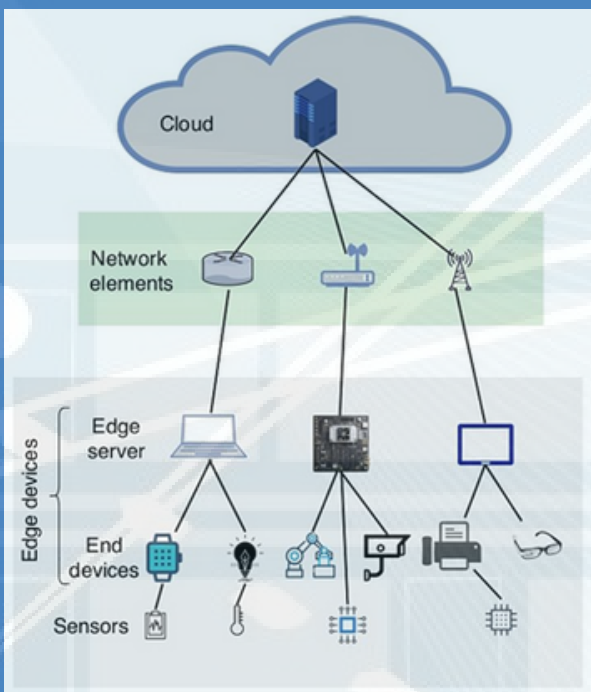 Cloud
Network
elements
Edge devices
Edge
server
End
devices
Sensors